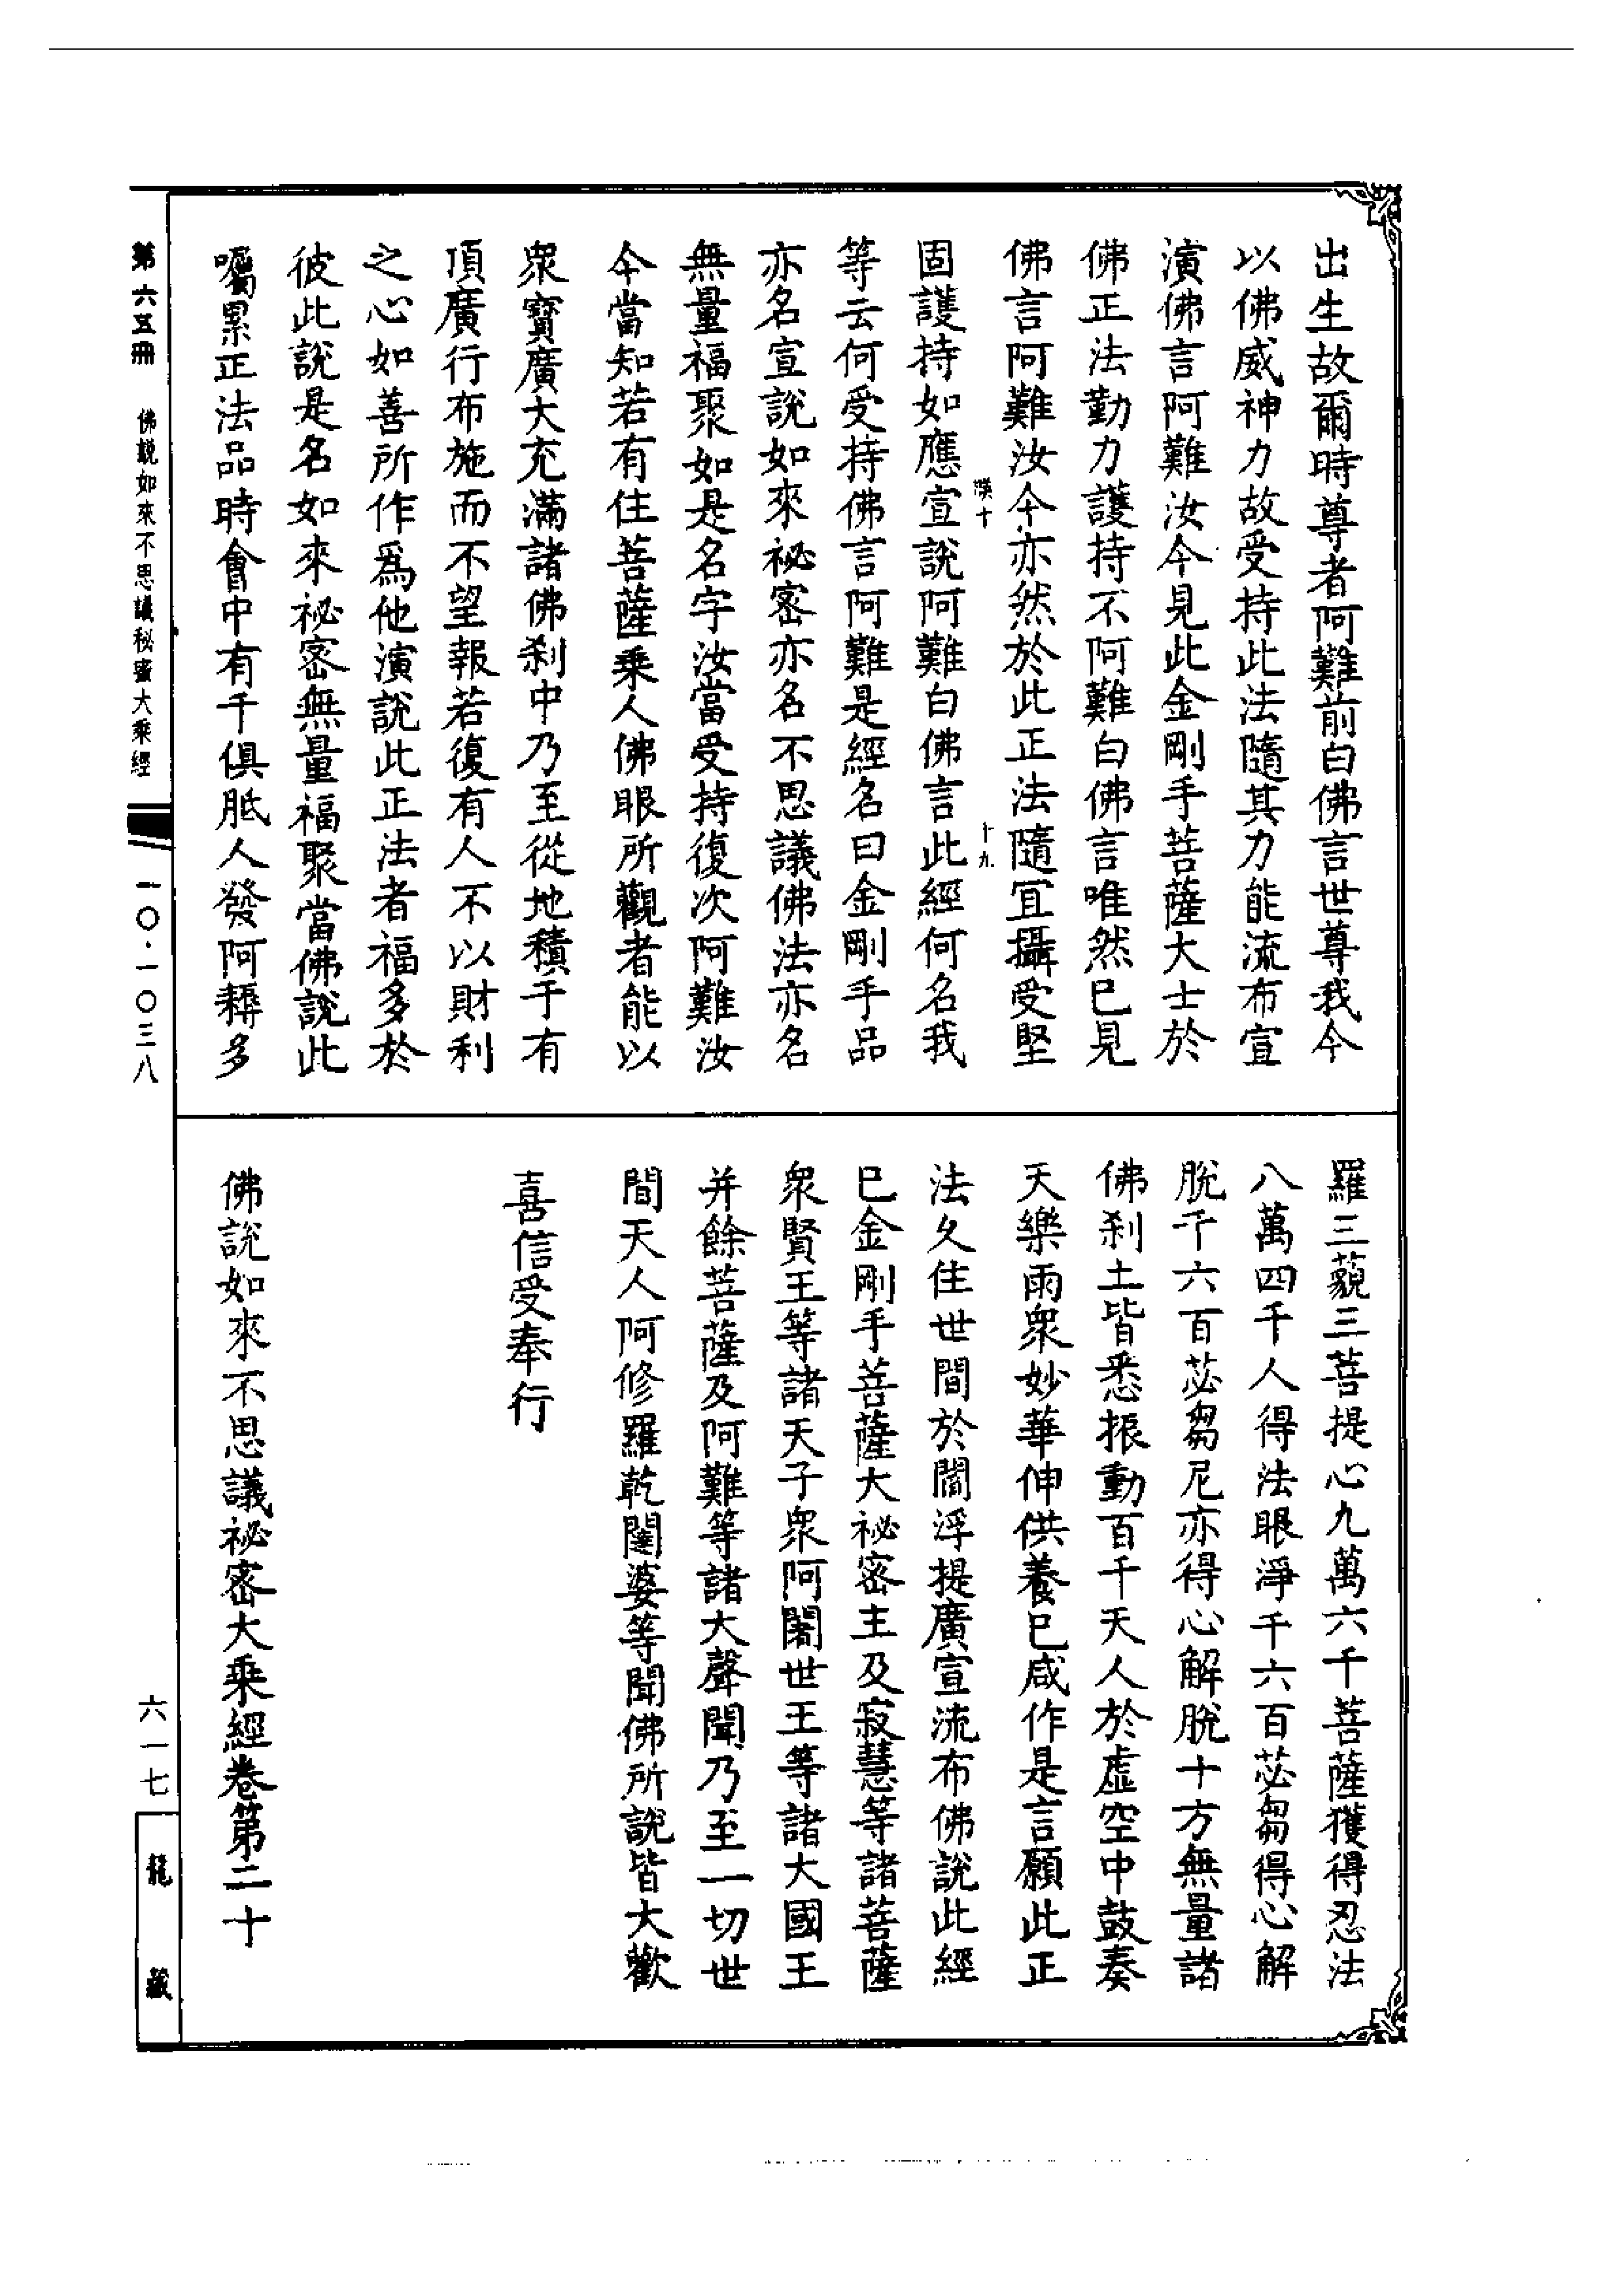 出生故爾時尊者阿難前白佛言世尊我今
以佛威神力故受持此法隨其力能流布宣
演佛言阿難汝今見此金剛手菩薩大士於
佛正法勤力護持不阿難白佛言唯然巳見
佛言阿難汝今亦然於此正法隨宜攝受堅
十九
固護持如應宣說阿難白佛言此經何名我
等云何受持佛言阿難是經名曰金剛手品
亦名宣說如來祕密亦名不思議佛法亦名
無量福聚如是名字汝當受持復次阿難汝
今當知若有住菩薩乘人佛眼所觀者能以
眾寶廣大充滿諸佛剎中乃至從地積于有
頂廣行布施而不望報若復有人不以財利
之心如善所作為他演說此正法者福多於
彼此說是名如來祕密無量福聚當佛說此
囑累正法品時會中有千俱胝人發阿耨多
羅三藐三菩提心九萬六千菩薩獲得忍法
八萬四千人得法眼淨千六百苾芻得心解
脫千六百苾芻尼亦得心解脫十方無量諸
佛剎土皆悉振動百千天人於虛空中鼓奏
天樂雨眾妙華伸供養巳咸作是言願此正
法久住世間於閻浮提廣宣流布佛說此經
巳金剛手菩薩大祕密主及寂慧等諸菩薩
眾賢王等諸天子眾阿闍世王等諸大國王
并餘菩薩及阿難等諸大聲聞乃至一切世
間天人阿修羅乾闥婆等聞佛所說皆大歡
喜信受奉行
佛說如來不思議祕密大乘經卷第二十
第六五冊 佛說如來不思議秘密大乘經
一〇·一〇三八
六一七
龍藏